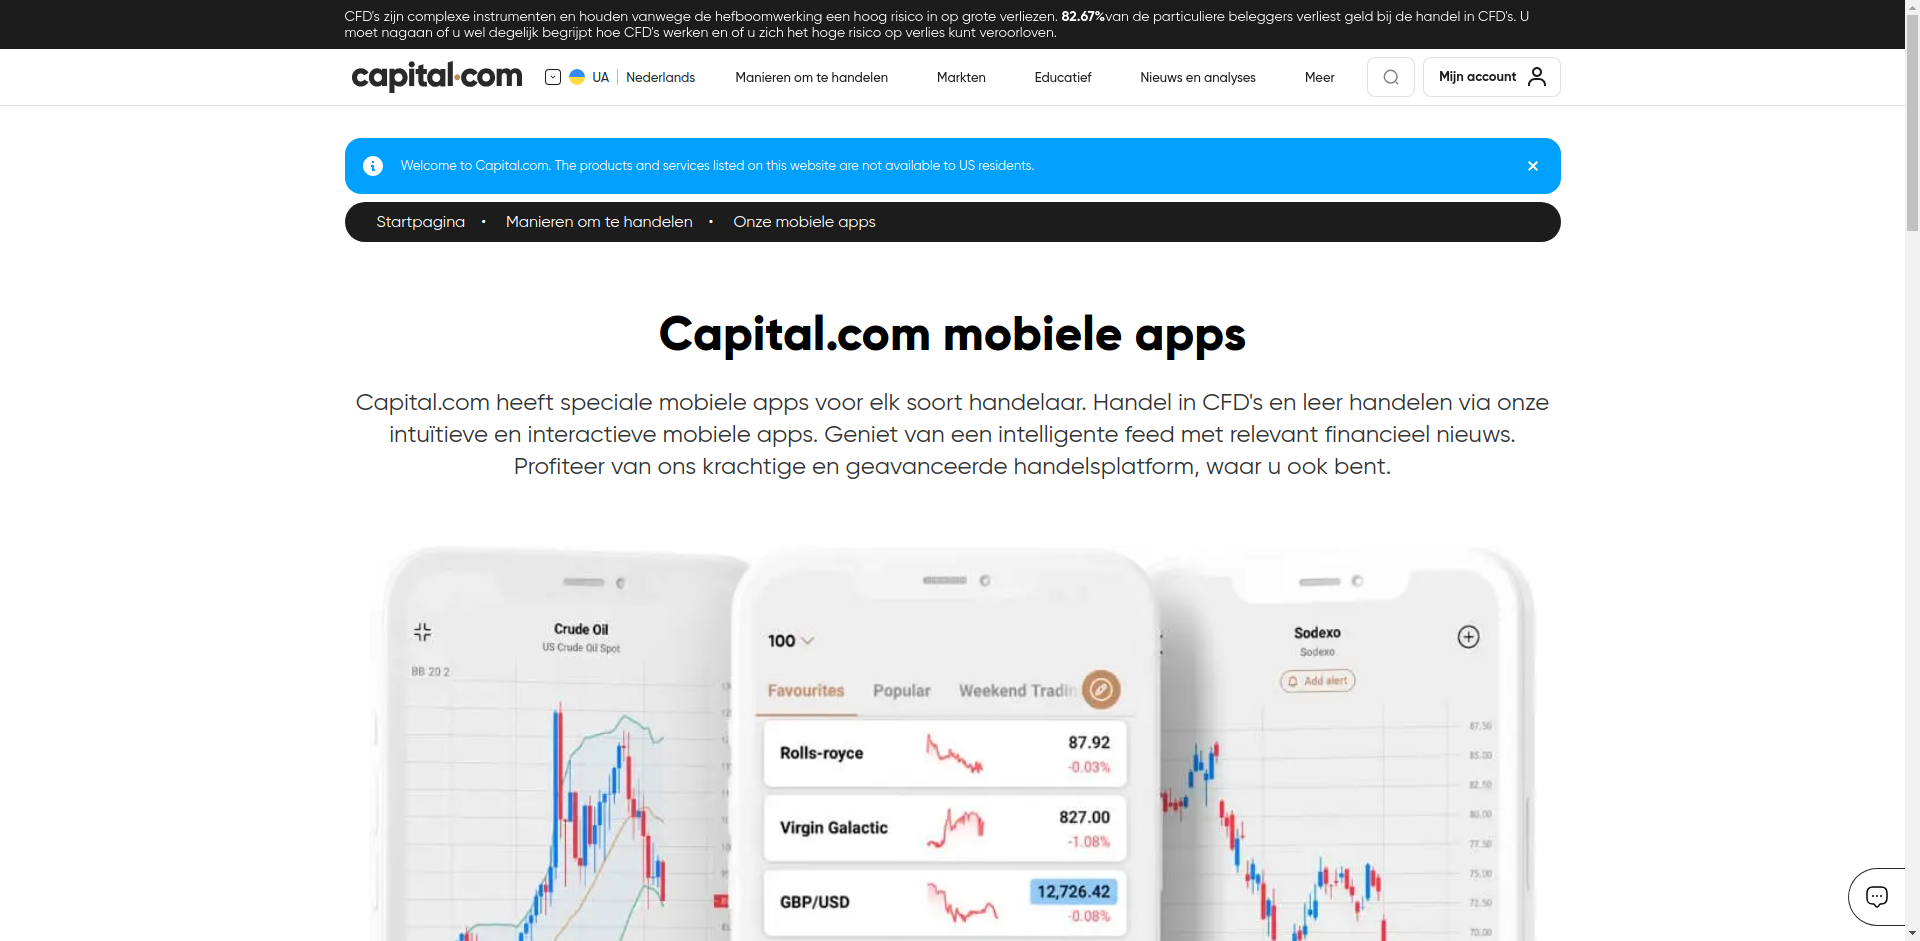 CFD's zijn complexe instrumenten en houden vanwege de hefboomwerking een hoog risico in op grote verliezen. 82.67%van de particuliere beleggers verliest geld bij de handel in CFD's. U
moet nagaan of u wel degelijk begrijpt hoe CFD's werken en of u zich het hoge risico op verlies kunt veroorloven.
capital.com UA Nederlands Manieren om te handelen Markten Educatief Nieuws en analyses Meer Mijn account
Welcome to Capital.com. The products and services listed on this website are not available to US residents.
Startpagina • Manieren om te handelen • Onze mobiele apps
Capital.com mobiele apps
Capital.com heeft speciale mobiele apps voor elk soort handelaar. Handel in CFD's en leer handelen via onze
intuïtieve en interactieve mobiele apps. Geniet van een intelligente feed met relevant financieel nieuws.
Profiteer van ons krachtige en geavanceerde handelsplatform, waar u ook bent.
Crude Oil
US Crude Oil Spot
BB 20 2
100
Favourites Popular Weekend Tradin
Rolls-royce 87.92
-0.03%
Virgin Galactic 827.00
-1.08%
GBP/USD 12,726.42
-0.08%
Sodexo
Sodexo
Add alert
87.50
85.00
82.50
80.00
77.50
75.00
72.50
70.00